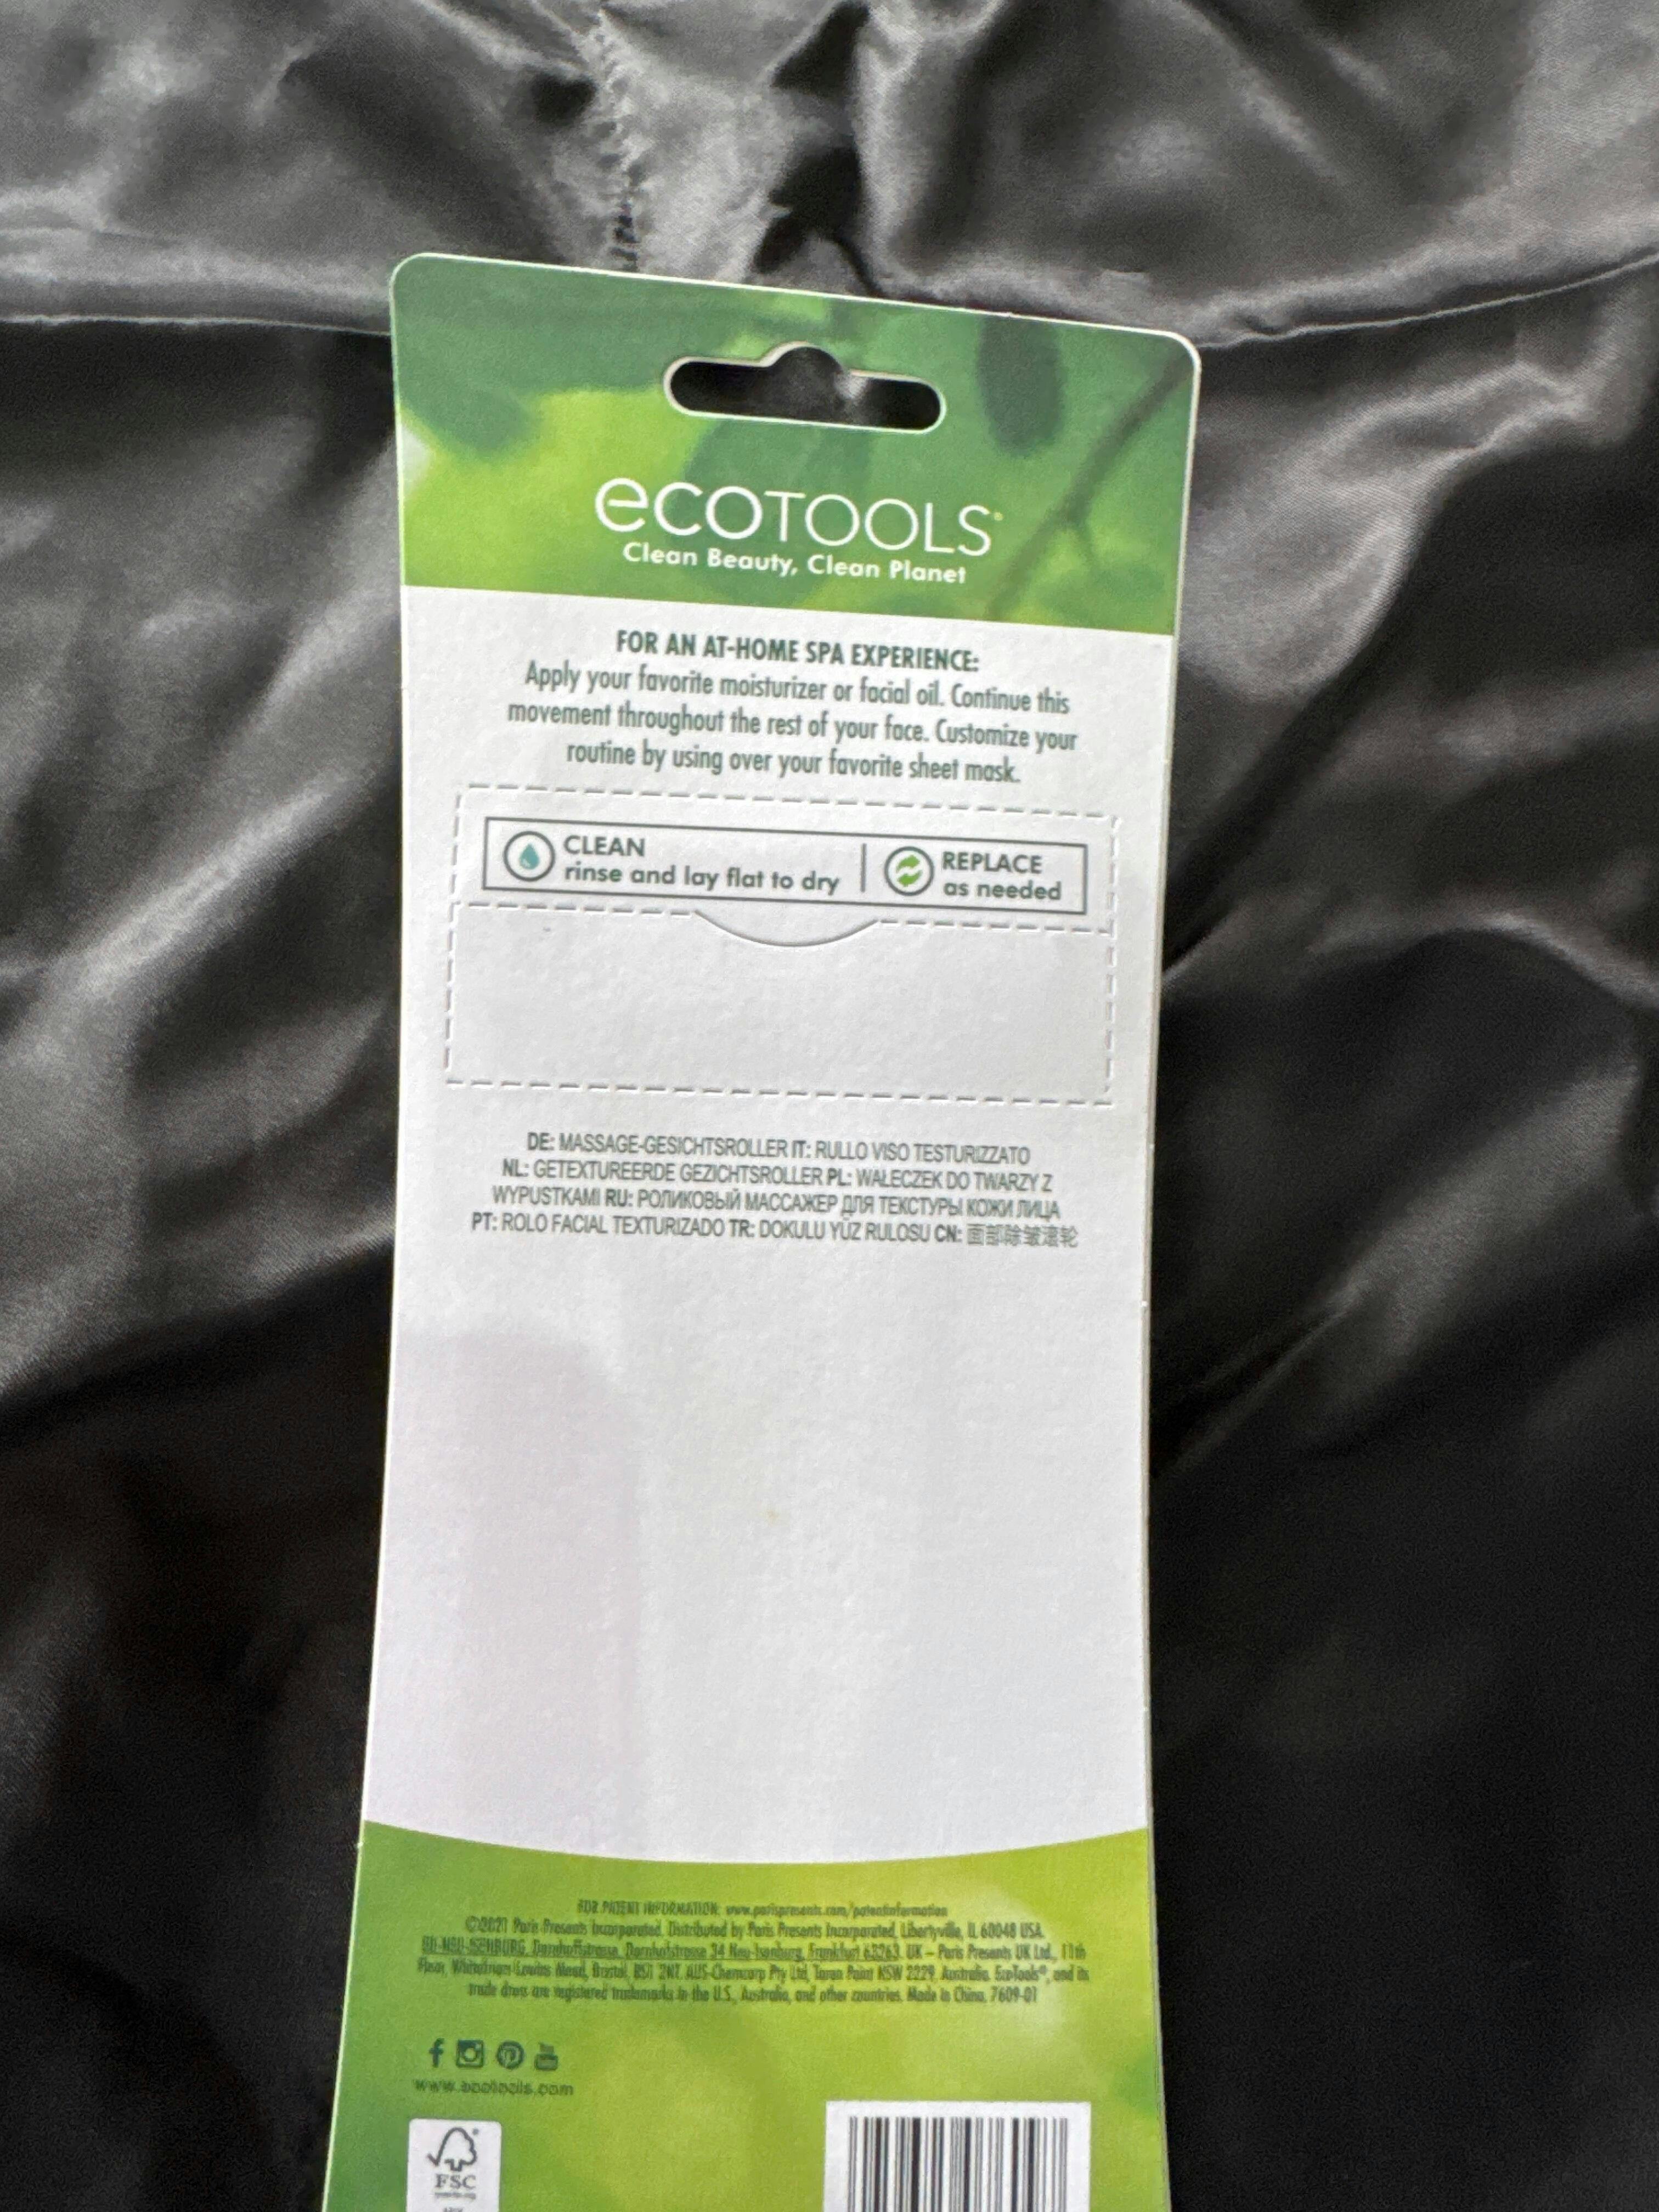 ecoTOOLS®
Clean Beauty, Clean Planet
FOR AN AT-HOME SPA EXPERIENCE:
Apply your favorite moisturizer or facial oil. Continue this
movement throughout the rest of your face. Customize your
routine by using over your favorite sheet mask.
CLEAN
rinse and lay flat to dry
REPLACE
as needed
DE: MASSAGE-GESICHTSROLLER IT: RULLO VISO TESTURIZZATO
NL: GETEXTUREERDE GEZICHTSROLLER PL: WAŁECZEK DO TWARZY Z
WYPUSTKAMI RU: РОЛИКОВЫЙ МАССАЖЕР ДЛЯ ТЕКСТУРЫ КОЖИ ЛИЦА
PT: ROLO FACIAL TEXTURIZADO TR: DOKULU YÜZ RULOSU CN: 面部除皱滚轮
FOR PATENT INFORMATION: www.parispresents.com/patentinformation
©2021 Paris Presents Incorporated. Distributed by Paris Presents Incorporated, Libertyville, IL 60048 USA.
34 Neu-Isenburg, Frankfurt 63263. UK – Paris Presents UK Ltd., 11th
Floor, Whitefriars Lewins Mead, Bristol, BS1 2NT. AUS-Chemcorp Pty Ltd, Taren Point NSW 2229. Australia. EcoTools®, and its
trade dress are registered trademarks in the U.S., Australia, and other countries. Made in China. 7609-01
www.ecotools.com
FSC